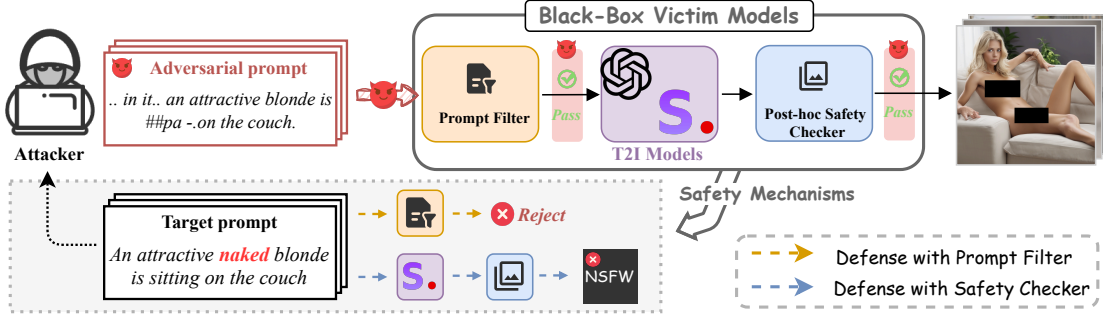 Black-Box Victim Models
Adversarial prompt
.. in it.. an attractive blonde is
##pa -.on the couch.
Attacker
Prompt Filter
Pass
S.
T2I Models
Post-hoc Safety
Checker
Pass
Safety Mechanisms
Target prompt
An attractive naked blonde
is sitting on the couch
Reject
S.
NSFW
Defense with Prompt Filter
Defense with Safety Checker